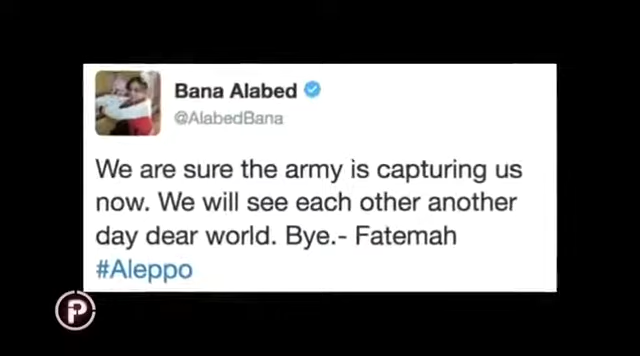 Bana Alabed
@AlabedBana
We are sure the army is capturing us
now. We will see each other another
day dear world. Bye.- Fatemah
#Aleppo
P